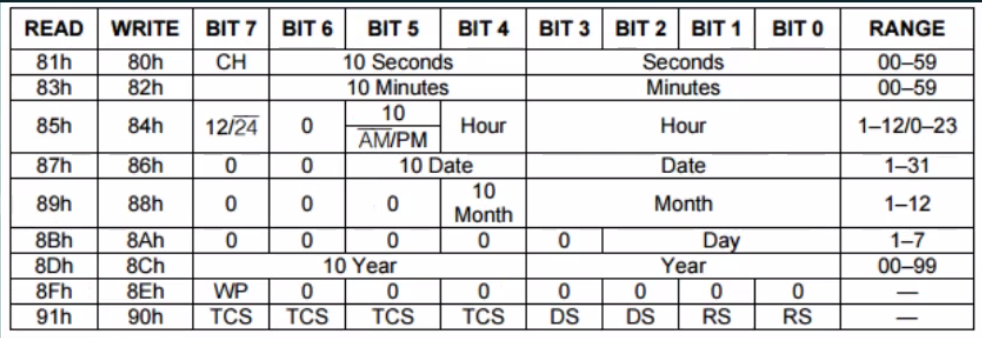 READ WRITE BIT 7 BIT 6 BIT 5 BIT 4 BIT 3 BIT 2 BIT 1 BIT 0 RANGE
81h 80h CH 10 Seconds Seconds 00–59
83h 82h 10 Minutes Minutes 00–59
85h 84h 12/2̅4̅ 0 10 Hour Hour 1–12/0–23
A̅M̅/PM
87h 86h 0 0 10 Date Date 1–31
89h 88h 0 0 0 10 Month Month 1–12
8Bh 8Ah 0 0 0 0 0 Day 1–7
8Dh 8Ch 10 Year Year 00–99
8Fh 8Eh WP 0 0 0 0 0 0 0 —
91h 90h TCS TCS TCS TCS DS DS RS RS —